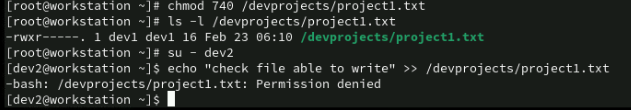 [root@workstation ~]# chmod 740 /devprojects/project1.txt
[root@workstation ~]# ls -l /devprojects/project1.txt
-rwxr-----. 1 dev1 dev1 16 Feb 23 06:10 /devprojects/project1.txt
[root@workstation ~]# su - dev2
[dev2@workstation ~]$ echo "check file able to write" >> /devprojects/project1.txt
-bash: /devprojects/project1.txt: Permission denied
[dev2@workstation ~]$